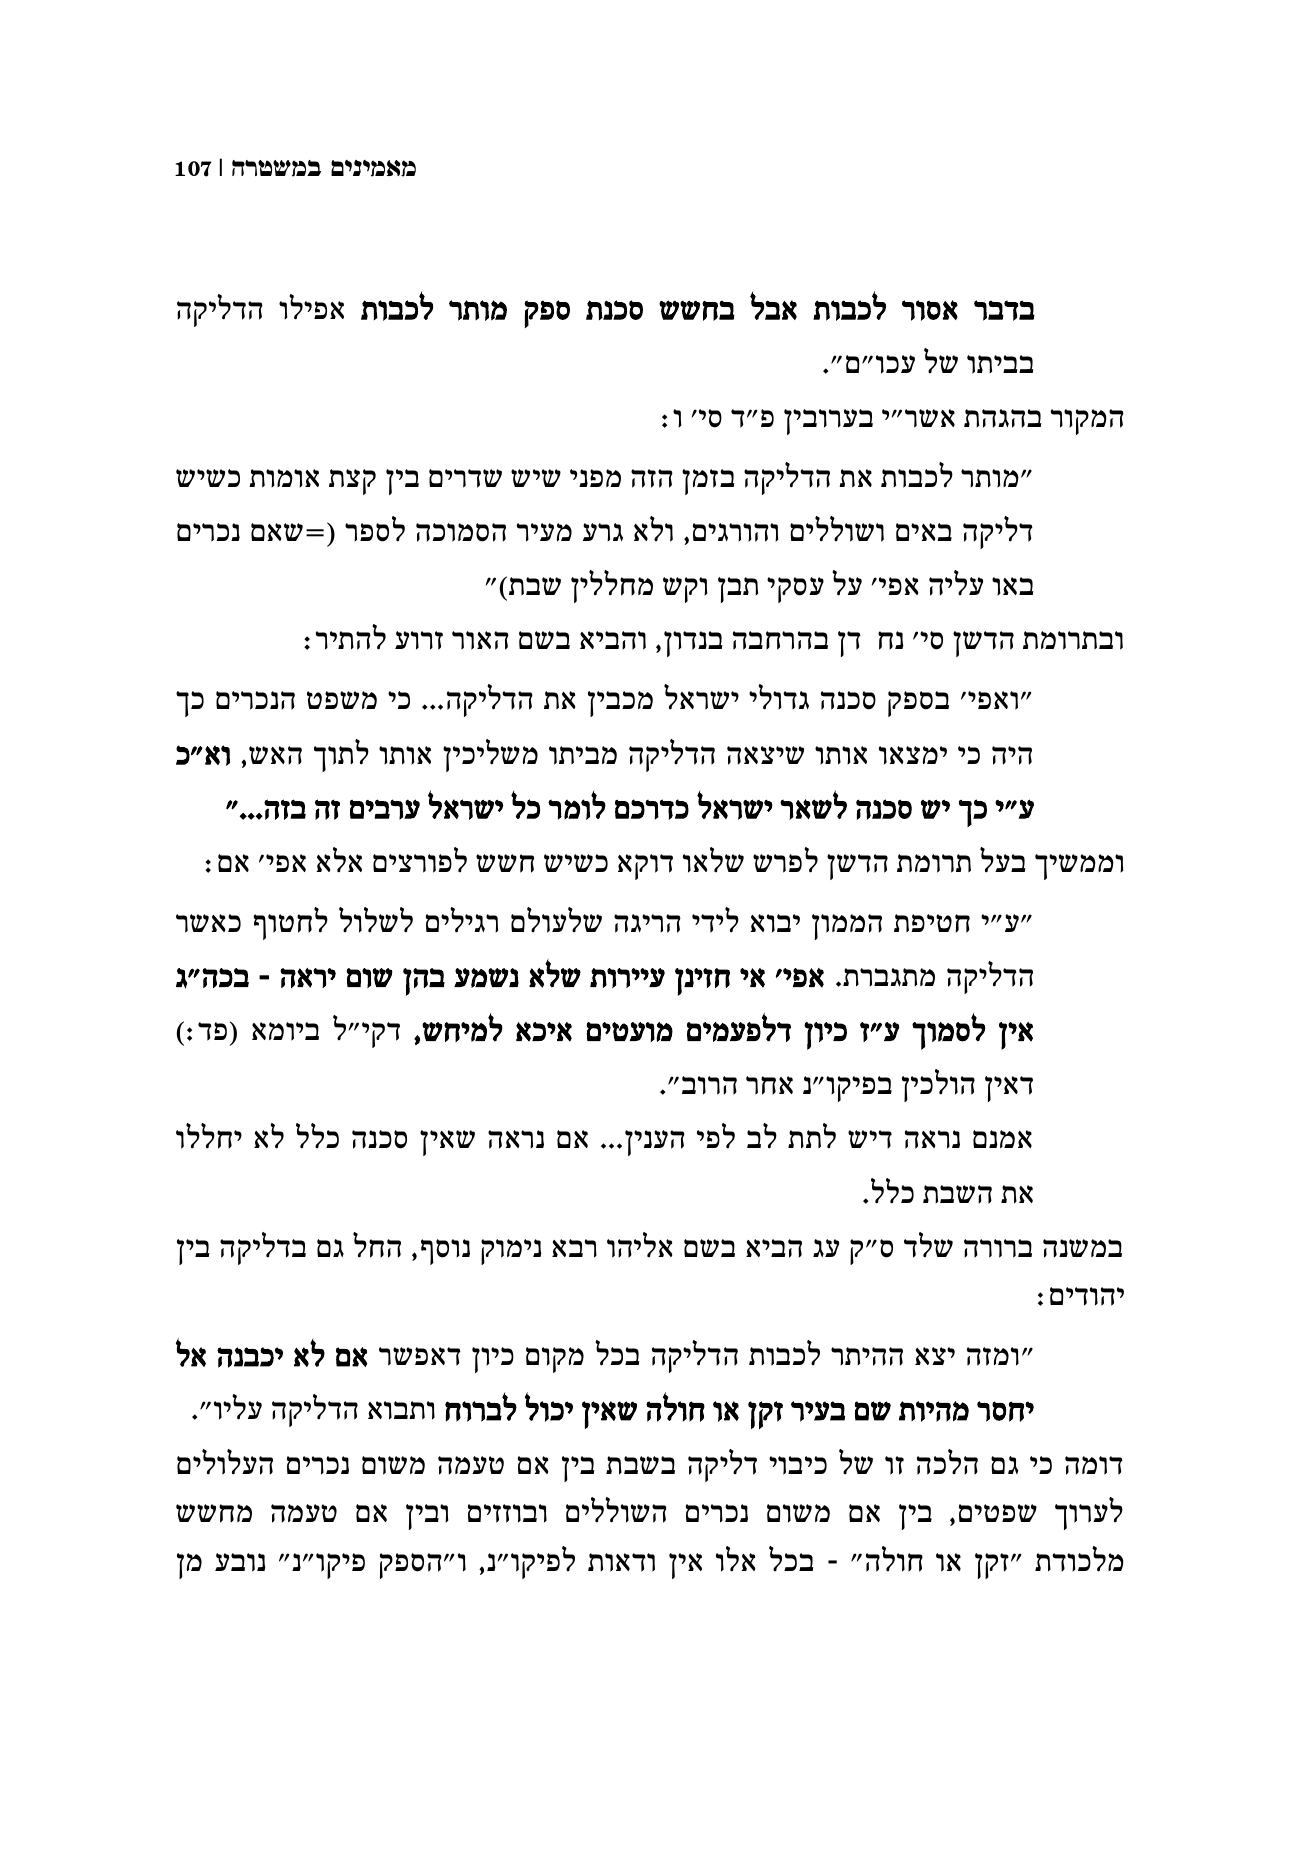 מאמינים במשטרה | 107
בדבר אסור לכבות אבל בחשש סכנת ספק מותר לכבות אפילו הדליקה
בביתו של עכו״ם״.
המקור בהגהת אשר״י בערובין פ״ד סי׳ ו:
״מותר לכבות את הדליקה בזמן הזה מפני שיש שדרים בין קצת אומות כשיש
דליקה באים ושוללים והורגים, ולא גרע מעיר הסמוכה לספר (=שאם נכרים
באו עליה אפי׳ על עסקי תבן וקש מחללין שבת)״
ובתרומת הדשן סי׳ נח דן בהרחבה בנדון, והביא בשם האור זרוע להתיר:
״ואפי׳ בספק סכנה גדולי ישראל מכבין את הדליקה... כי משפט הנכרים כך
היה כי ימצאו אותו שיצאה הדליקה מביתו משליכין אותו לתוך האש, וא״כ
ע״י כך יש סכנה לשאר ישראל כדרכם לומר כל ישראל ערבים זה בזה...״
וממשיך בעל תרומת הדשן לפרש שלאו דוקא כשיש חשש לפורצים אלא אפי׳ אם:
״ע״י חטיפת הממון יבוא לידי הריגה שלעולם רגילים לשלול לחטוף כאשר
הדליקה מתגברת. אפי׳ אי חזינן עיירות שלא נשמע בהן שום יראה - בכה״ג
אין לסמוך ע״ז כיון דלפעמים מועטים איכא למיחש, דקי״ל ביומא (פד:)
דאין הולכין בפיקו״נ אחר הרוב״.
אמנם נראה דיש לתת לב לפי הענין... אם נראה שאין סכנה כלל לא יחללו
את השבת כלל.
במשנה ברורה שלד ס״ק עג הביא בשם אליהו רבא נימוק נוסף, החל גם בדליקה בין
יהודים:
״ומזה יצא ההיתר לכבות הדליקה בכל מקום כיון דאפשר אם לא יכבנה אל
יחסר מהיות שם בעיר זקן או חולה שאין יכול לברוח ותבוא הדליקה עליו״.
דומה כי גם הלכה זו של כיבוי דליקה בשבת בין אם טעמה משום נכרים העלולים
לערוך שפטים, בין אם משום נכרים השוללים ובוזזים ובין אם טעמה מחשש
מלכודת ״זקן או חולה״ - בכל אלו אין ודאות לפיקו״נ, ו״הספק פיקו״נ״ נובע מן